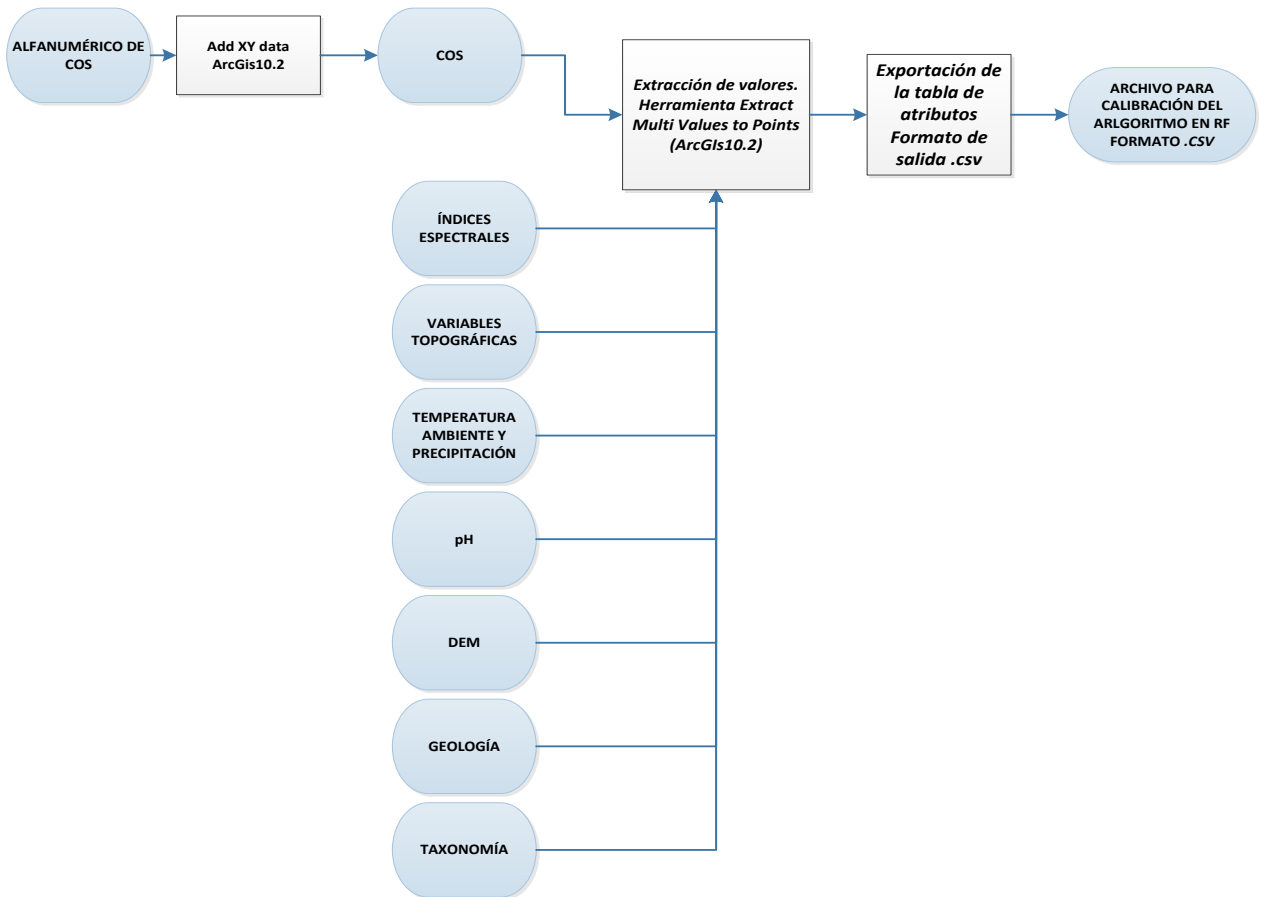 ALFANUMÉRICO DE
COS
Add XY data
ArcGis10.2
COS
Extracción de valores.
Herramienta Extract
Multi Values to Points
(ArcGIs10.2)
Exportación de
la tabla de
atributos
Formato de
salida .csv
ARCHIVO PARA
CALIBRACIÓN DEL
ARLGORITMO EN RF
FORMATO .CSV
ÍNDICES
ESPECTRALES
VARIABLES
TOPOGRÁFICAS
TEMPERATURA
AMBIENTE Y
PRECIPITACIÓN
pH
DEM
GEOLOGÍA
TAXONOMÍA